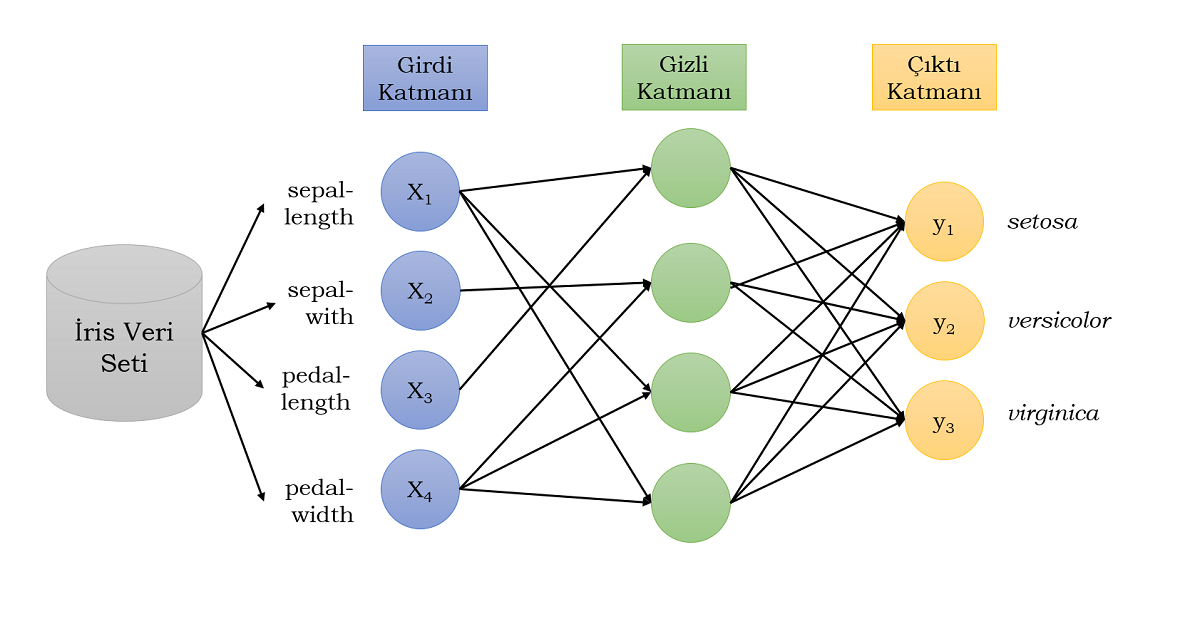 Girdi
Katmanı
Gizli
Katmanı
Çıktı
Katmanı
İris Veri
Seti
sepal-
length
sepal-
with
pedal-
length
pedal-
width
X₁
X₂
X₃
X₄
y₁
y₂
y₃
setosa
versicolor
virginica